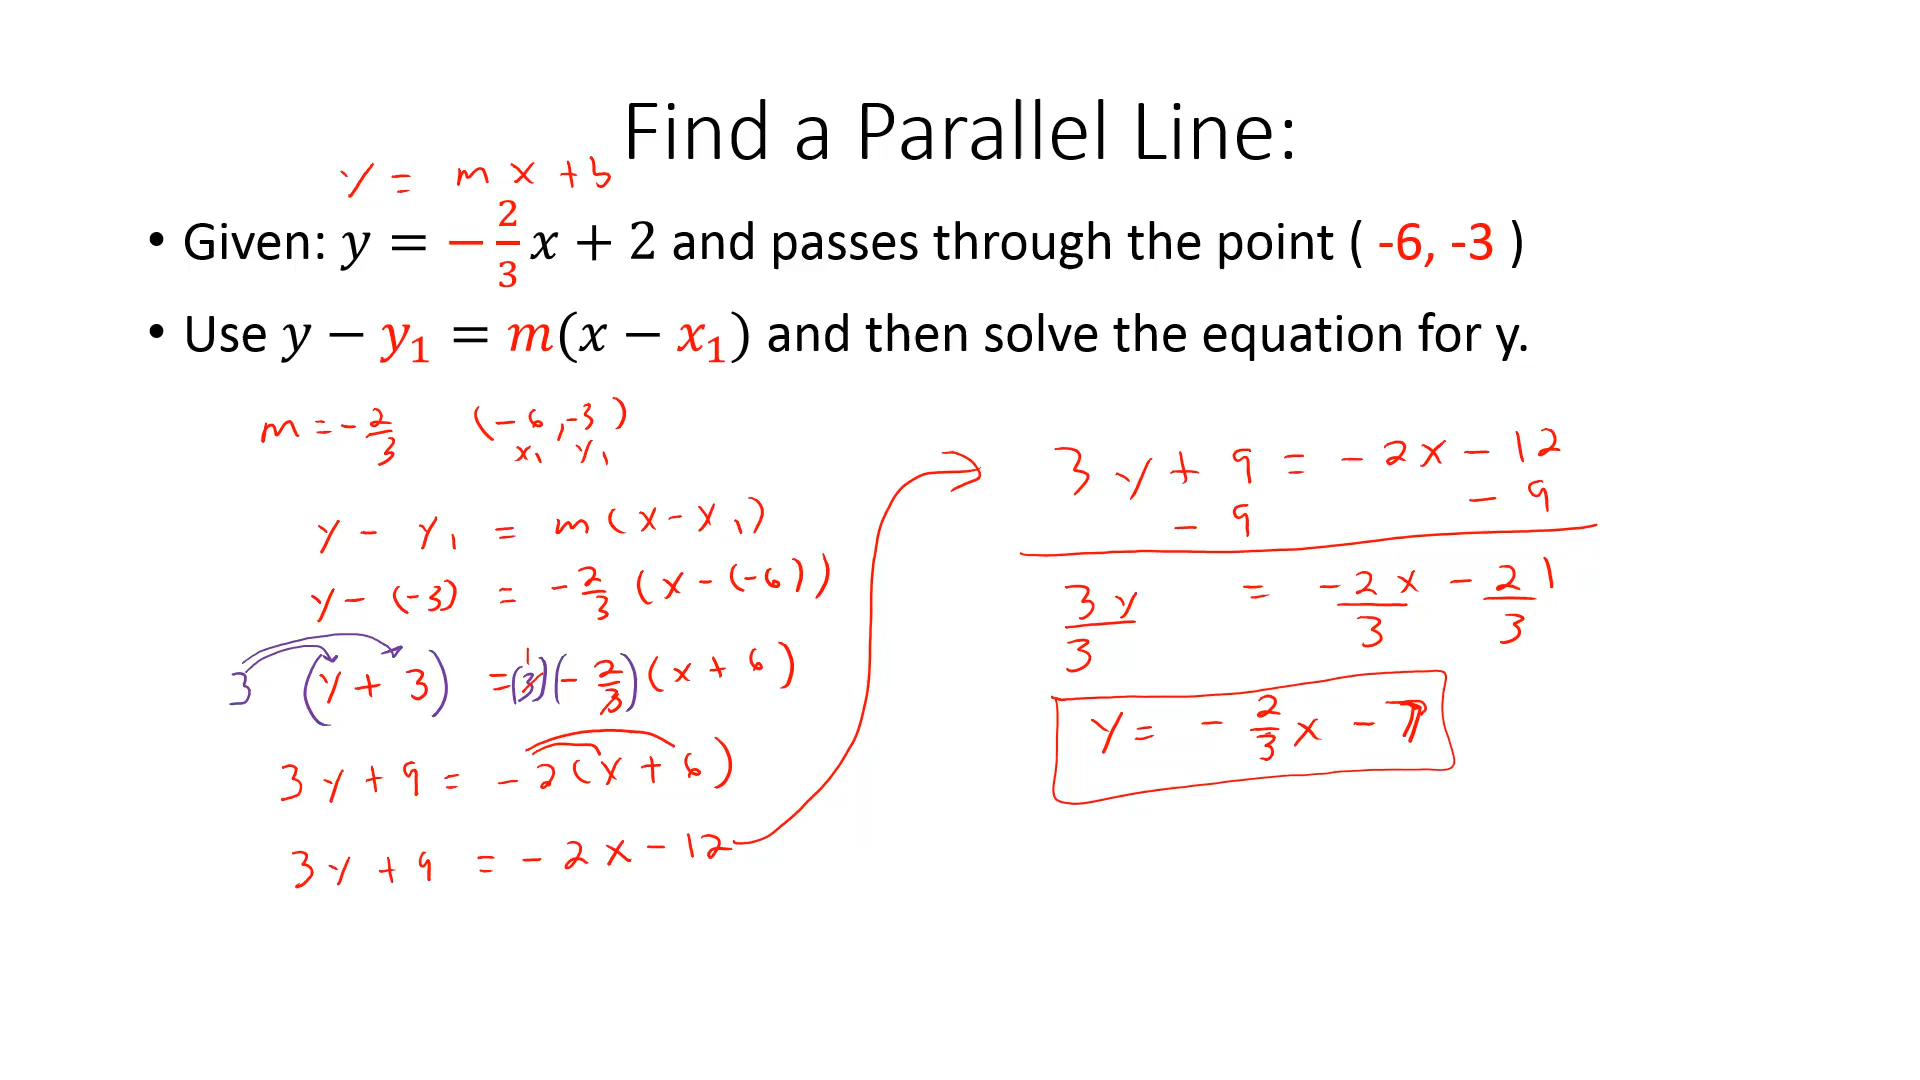 Find a Parallel Line:
y = mx + b
• Given: y = -2/3 x + 2 and passes through the point ( -6, -3 )
• Use y − y₁ = m(x − x₁) and then solve the equation for y.
m = -2/3 (-6, -3)
x₁ y₁
y - y₁ = m(x - x₁)
y - (-3) = -2/3 (x - (-6))
1
3 (y + 3) = (3)(-2/3)(x + 6)
3y + 9 = -2(x + 6)
3y + 9 = -2x - 12
3y + 9 = -2x - 12
- 9 - 9
3y/3 = -2x/3 - 21/3
y = -2/3 x - 7